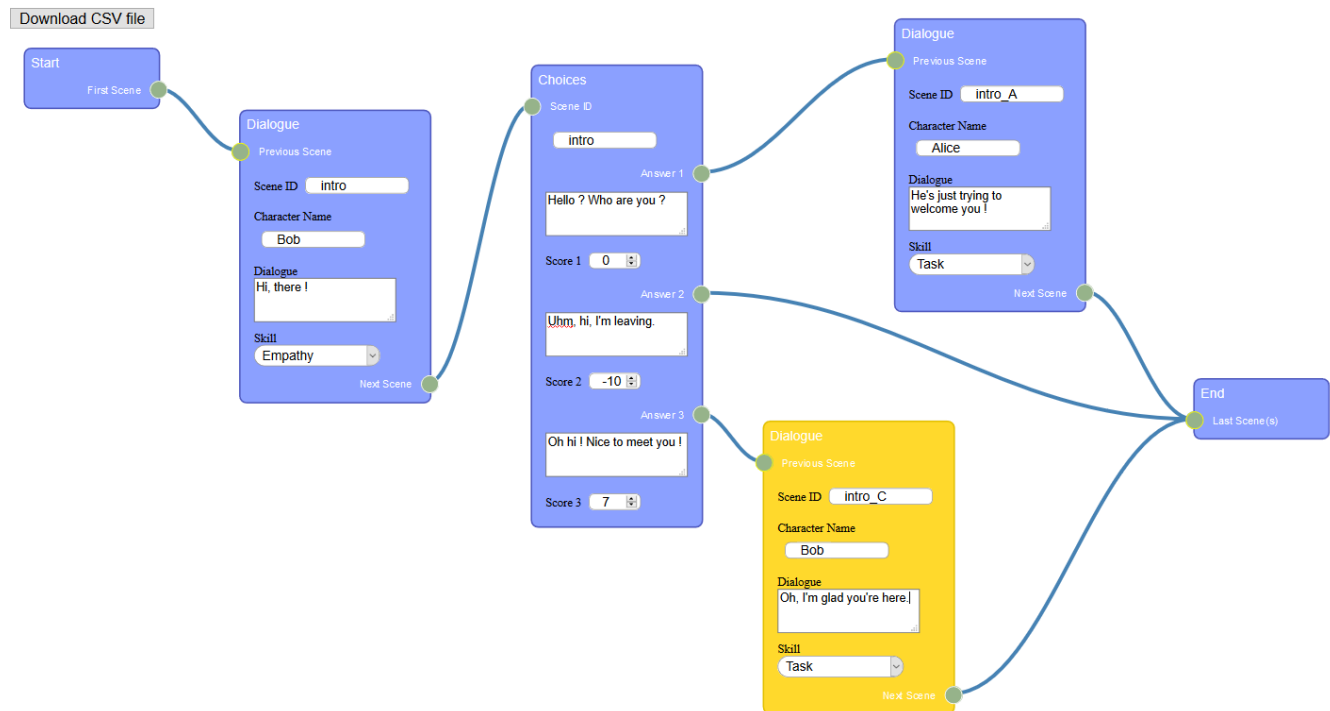 Download CSV file
Start
First Scene
Dialogue
Previous Scene
Scene ID intro
Character Name
Bob
Dialogue
Hi, there !
Skill
Empathy
Next Scene
Choices
Scene ID
intro
Answer 1
Hello ? Who are you ?
Score 1 0
Answer 2
Uhm, hi, I'm leaving.
Score 2 -10
Answer 3
Oh hi ! Nice to meet you !
Score 3 7
Dialogue
Previous Scene
Scene ID intro_A
Character Name
Alice
Dialogue
He's just trying to
welcome you !
Skill
Task
Next Scene
Dialogue
Previous Scene
Scene ID intro_C
Character Name
Bob
Dialogue
Oh, I'm glad you're here.
Skill
Task
Next Scene
End
Last Scene(s)